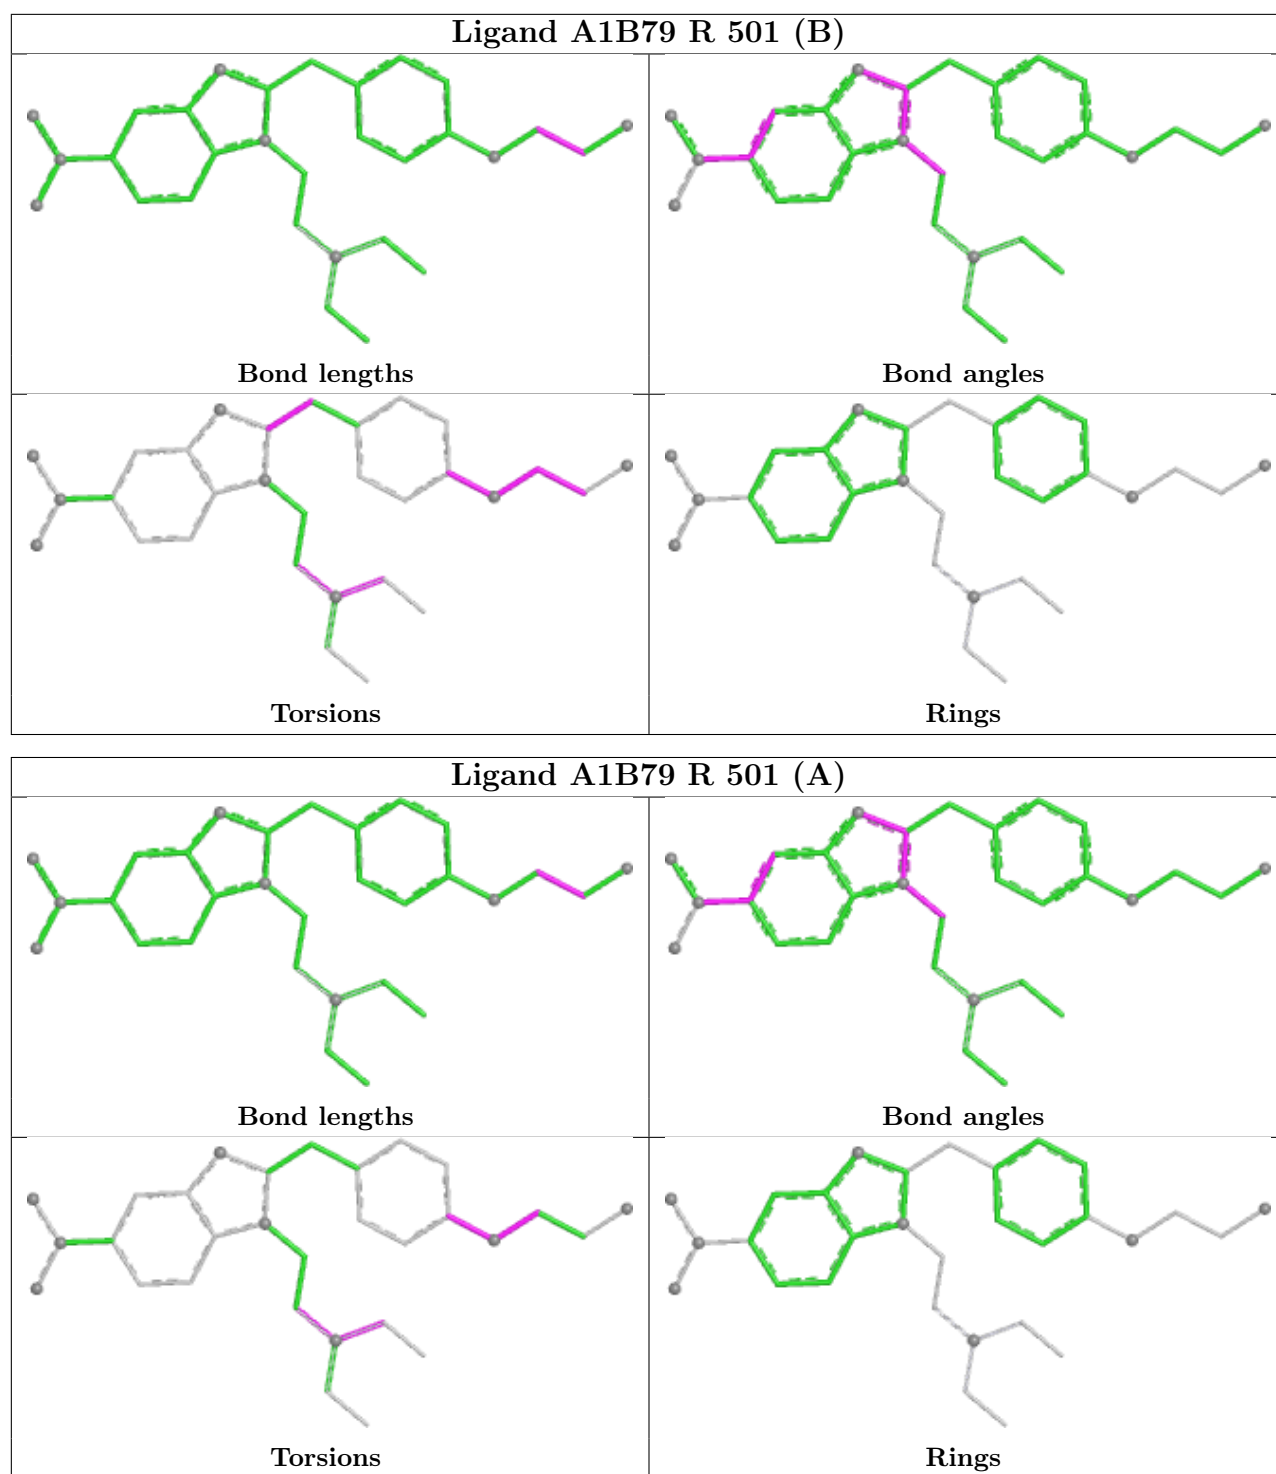 Ligand A1B79 R 501 (B)
Bond lengths
Bond angles
Torsions
Rings
Ligand A1B79 R 501 (A)
Bond lengths
Bond angles
Torsions
Rings